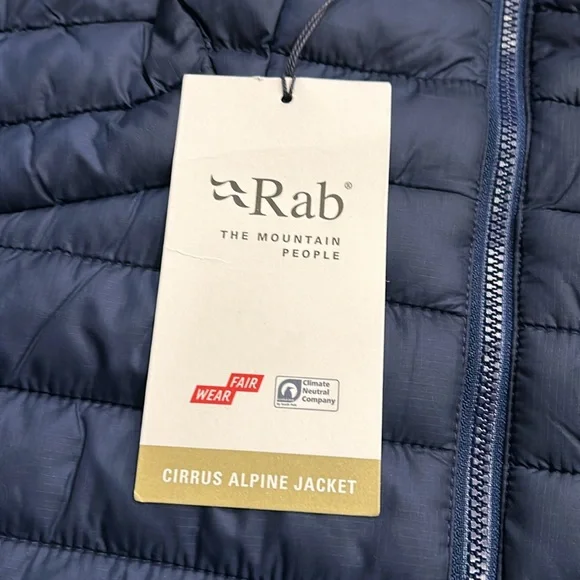 Rab®
THE MOUNTAIN
PEOPLE
FAIR
WEAR
Climate
Neutral
Company
CIRRUS ALPINE JACKET